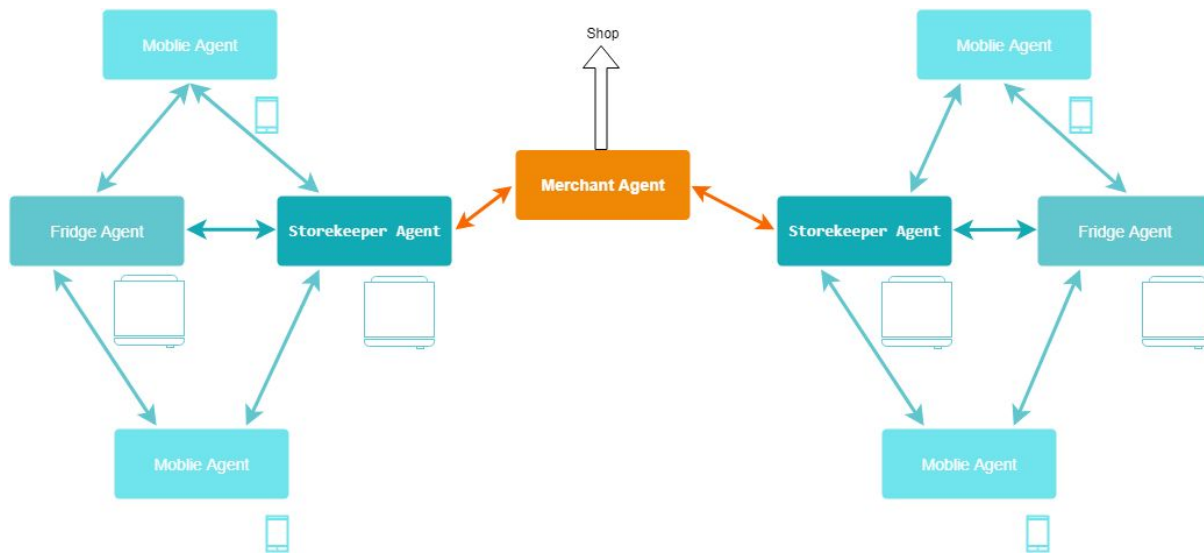 Moblie Agent
Shop
Moblie Agent
Merchant Agent
Fridge Agent
Storekeeper Agent
Storekeeper Agent
Fridge Agent
Moblie Agent
Moblie Agent